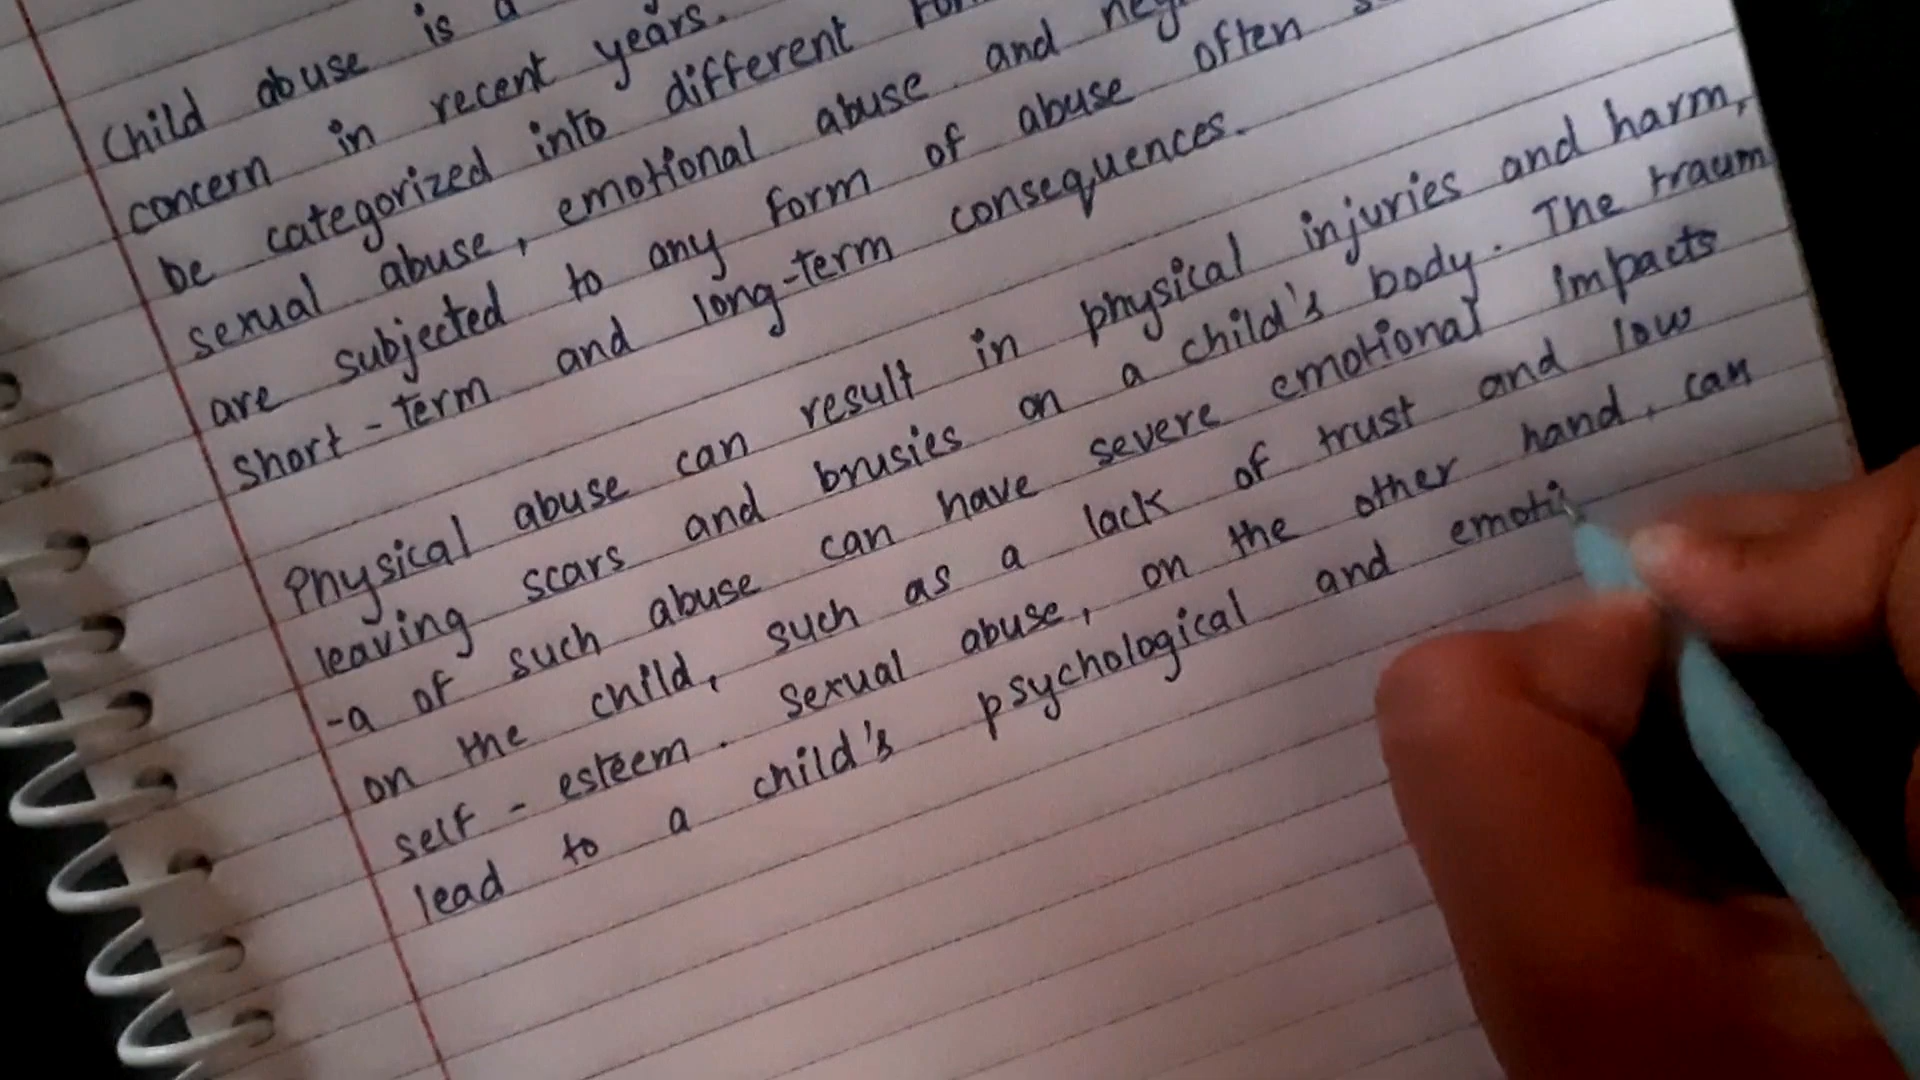 Child abuse is a
concern in recent years.
be categorized into different
sexual abuse, emotional abuse and
are subjected to any form of abuse often
short-term and long-term consequences.
Physical abuse can result in physical injuries and harm,
leaving scars and brusies on a child's body. The traum
-a of such abuse can have severe emotional impacts
on the child, such as a lack of trust and low
self-esteem. Sexual abuse, on the other hand, can
lead to a child's psychological and emoti